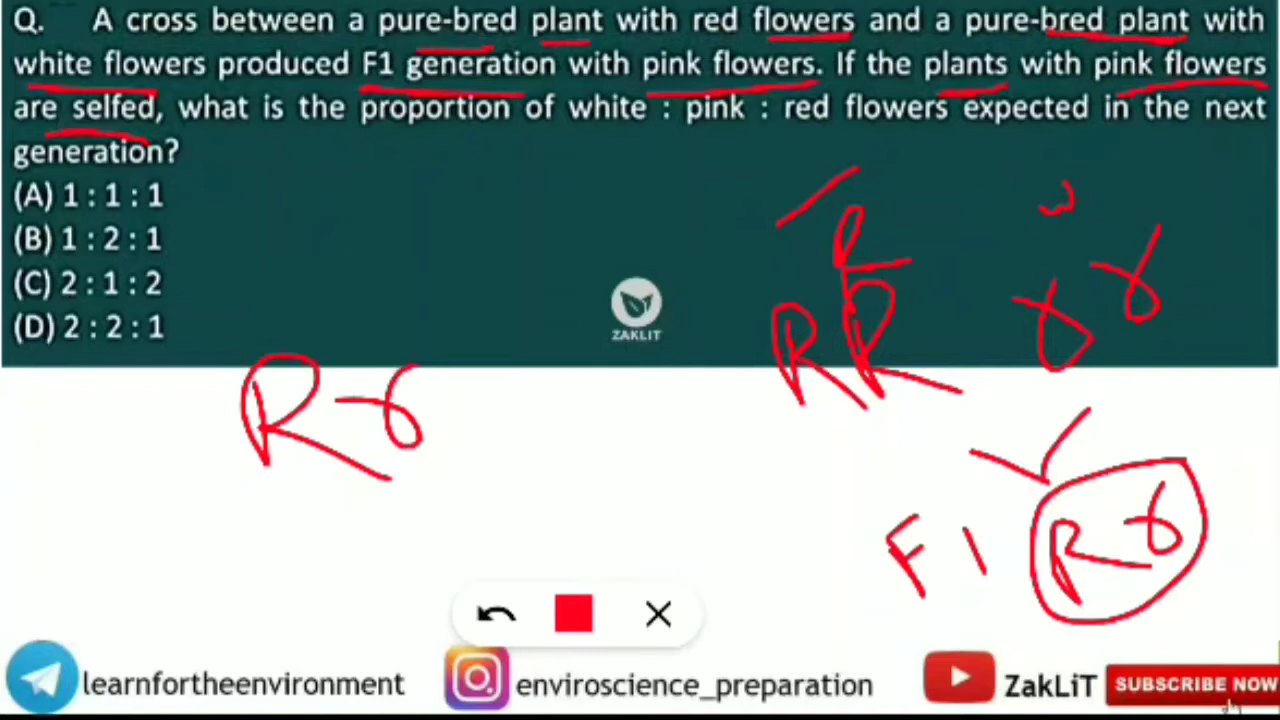 Q. A cross between a pure-bred plant with red flowers and a pure-bred plant with
white flowers produced F1 generation with pink flowers. If the plants with pink flowers
are selfed, what is the proportion of white : pink : red flowers expected in the next
generation?
(A) 1 : 1 : 1
(B) 1 : 2 : 1
(C) 2 : 1 : 2
(D) 2 : 2 : 1
ZAKLIT
R
RR rr
Rr
F1 Rr
learnfortheenvironment
enviroscience_preparation
ZakLiT
SUBSCRIBE NOW